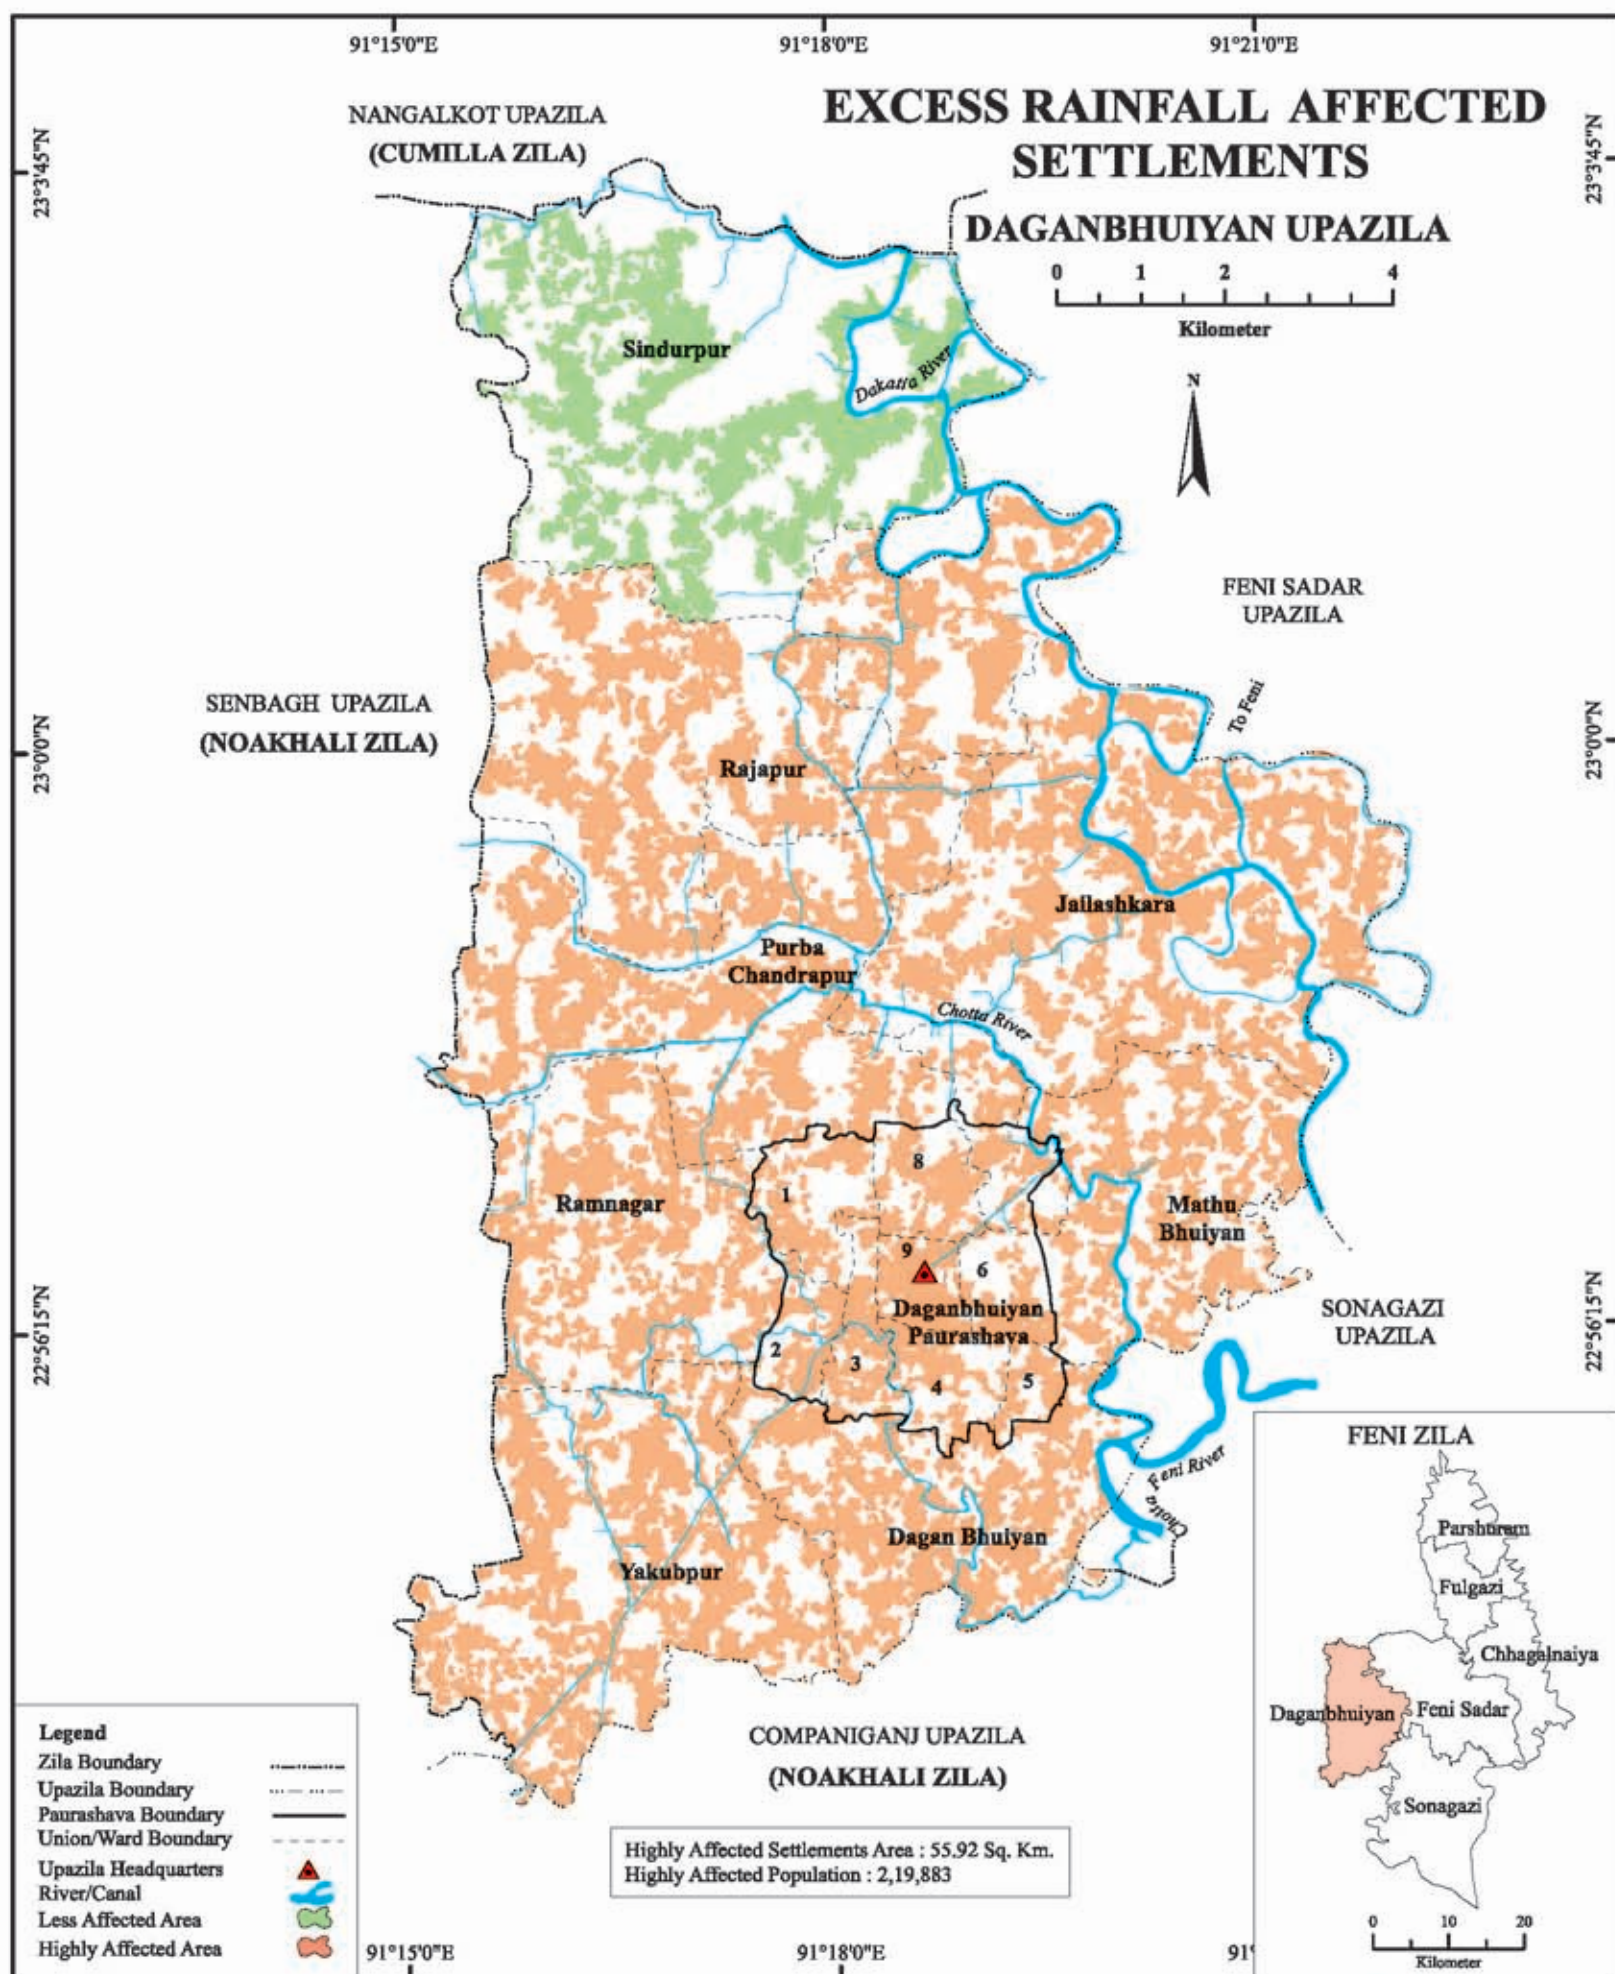 91°15'0"E
91°18'0"E
91°21'0"E
EXCESS RAINFALL AFFECTED
SETTLEMENTS
DAGANBHUIYAN UPAZILA
0 1 2 4
Kilometer
N
NANGALKOT UPAZILA
(CUMILLA ZILA)
23°3'45"N
23°3'45"N
Sindurpur
Dakatia River
FENI SADAR
UPAZILA
SENBAGH UPAZILA
(NOAKHALI ZILA)
To Feni
23°0'0"N
23°0'0"N
Rajapur
Jailashkara
Purba
Chandrapur
Chotta River
8
1
Ramnagar
Mathu
Bhuiyan
9
6
Daganbhuiyan
Paurashava
2
3
4
5
SONAGAZI
UPAZILA
22°56'15"N
22°56'15"N
Chotta Feni River
Dagan Bhuiyan
Yakubpur
COMPANIGANJ UPAZILA
(NOAKHALI ZILA)
Highly Affected Settlements Area : 55.92 Sq. Km.
Highly Affected Population : 2,19,883
Legend
Zila Boundary
Upazila Boundary
Paurashava Boundary
Union/Ward Boundary
Upazila Headquarters
River/Canal
Less Affected Area
Highly Affected Area
91°15'0"E
91°18'0"E
91°
FENI ZILA
Parshuram
Fulgazi
Chhagalnaiya
Daganbhuiyan
Feni Sadar
Sonagazi
0 10 20
Kilometer